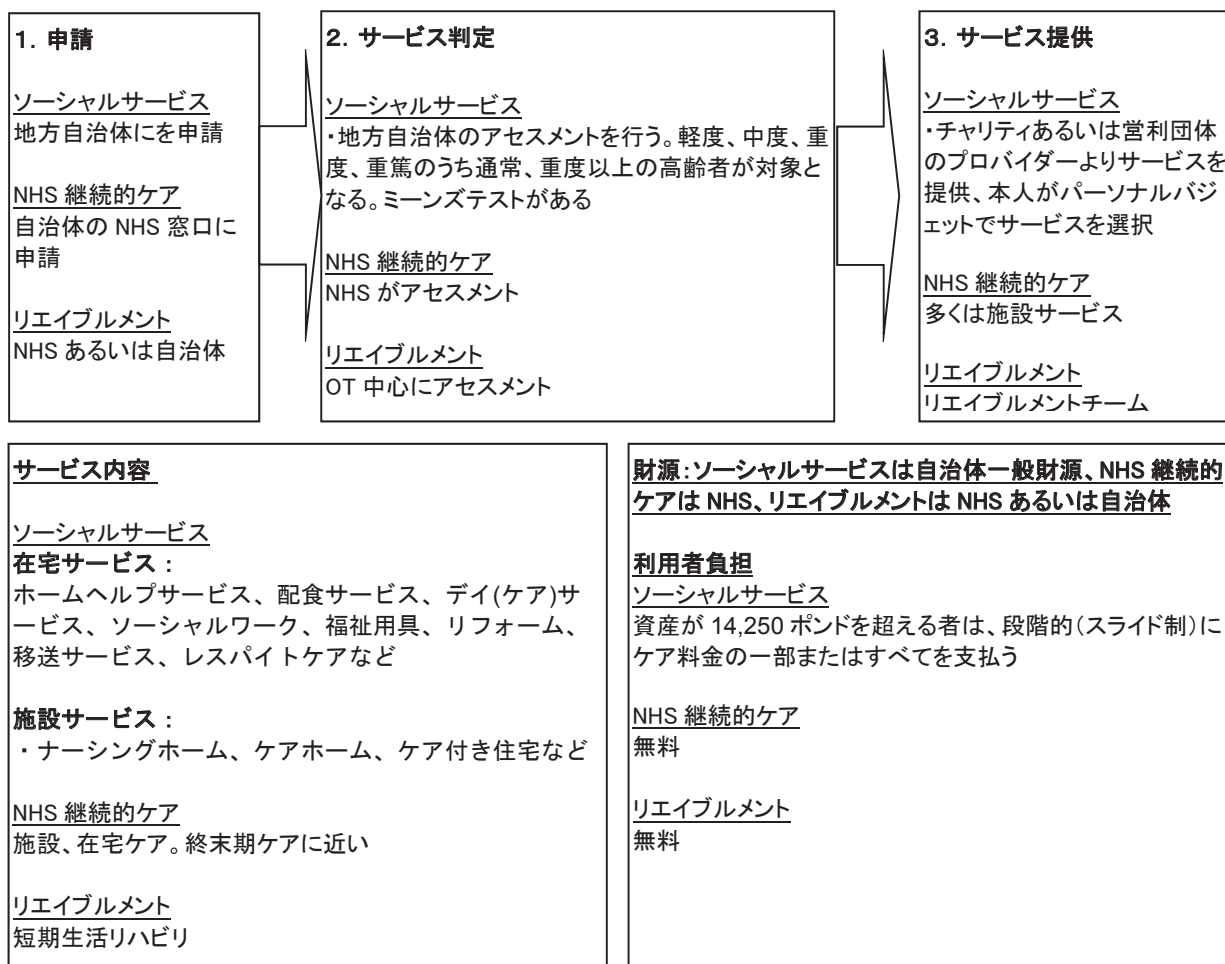 1. 申請
ソーシャルサービス
地方自治体にを申請
NHS 継続的ケア
自治体の NHS 窓口に
申請
リエイブルメント
NHS あるいは自治体
2. サービス判定
ソーシャルサービス
・地方自治体のアセスメントを行う。軽度、中度、重
度、重篤のうち通常、重度以上の高齢者が対象と
なる。ミーンズテストがある
NHS 継続的ケア
NHS がアセスメント
リエイブルメント
OT 中心にアセスメント
3. サービス提供
ソーシャルサービス
・チャリティあるいは営利団体
のプロバイダーよりサービスを
提供、本人がパーソナルバジ
ェットでサービスを選択
NHS 継続的ケア
多くは施設サービス
リエイブルメント
リエイブルメントチーム
サービス内容
ソーシャルサービス
在宅サービス：
ホームヘルプサービス、配食サービス、デイ(ケア)サ
ービス、ソーシャルワーク、福祉用具、リフォーム、
移送サービス、レスパイトケアなど
施設サービス：
・ナーシングホーム、ケアホーム、ケア付き住宅など
NHS 継続的ケア
施設、在宅ケア。終末期ケアに近い
リエイブルメント
短期生活リハビリ
財源：ソーシャルサービスは自治体一般財源、NHS 継続的
ケアは NHS、リエイブルメントは NHS あるいは自治体
利用者負担
ソーシャルサービス
資産が 14,250 ポンドを超える者は、段階的(スライド制)に
ケア料金の一部またはすべてを支払う
NHS 継続的ケア
無料
リエイブルメント
無料